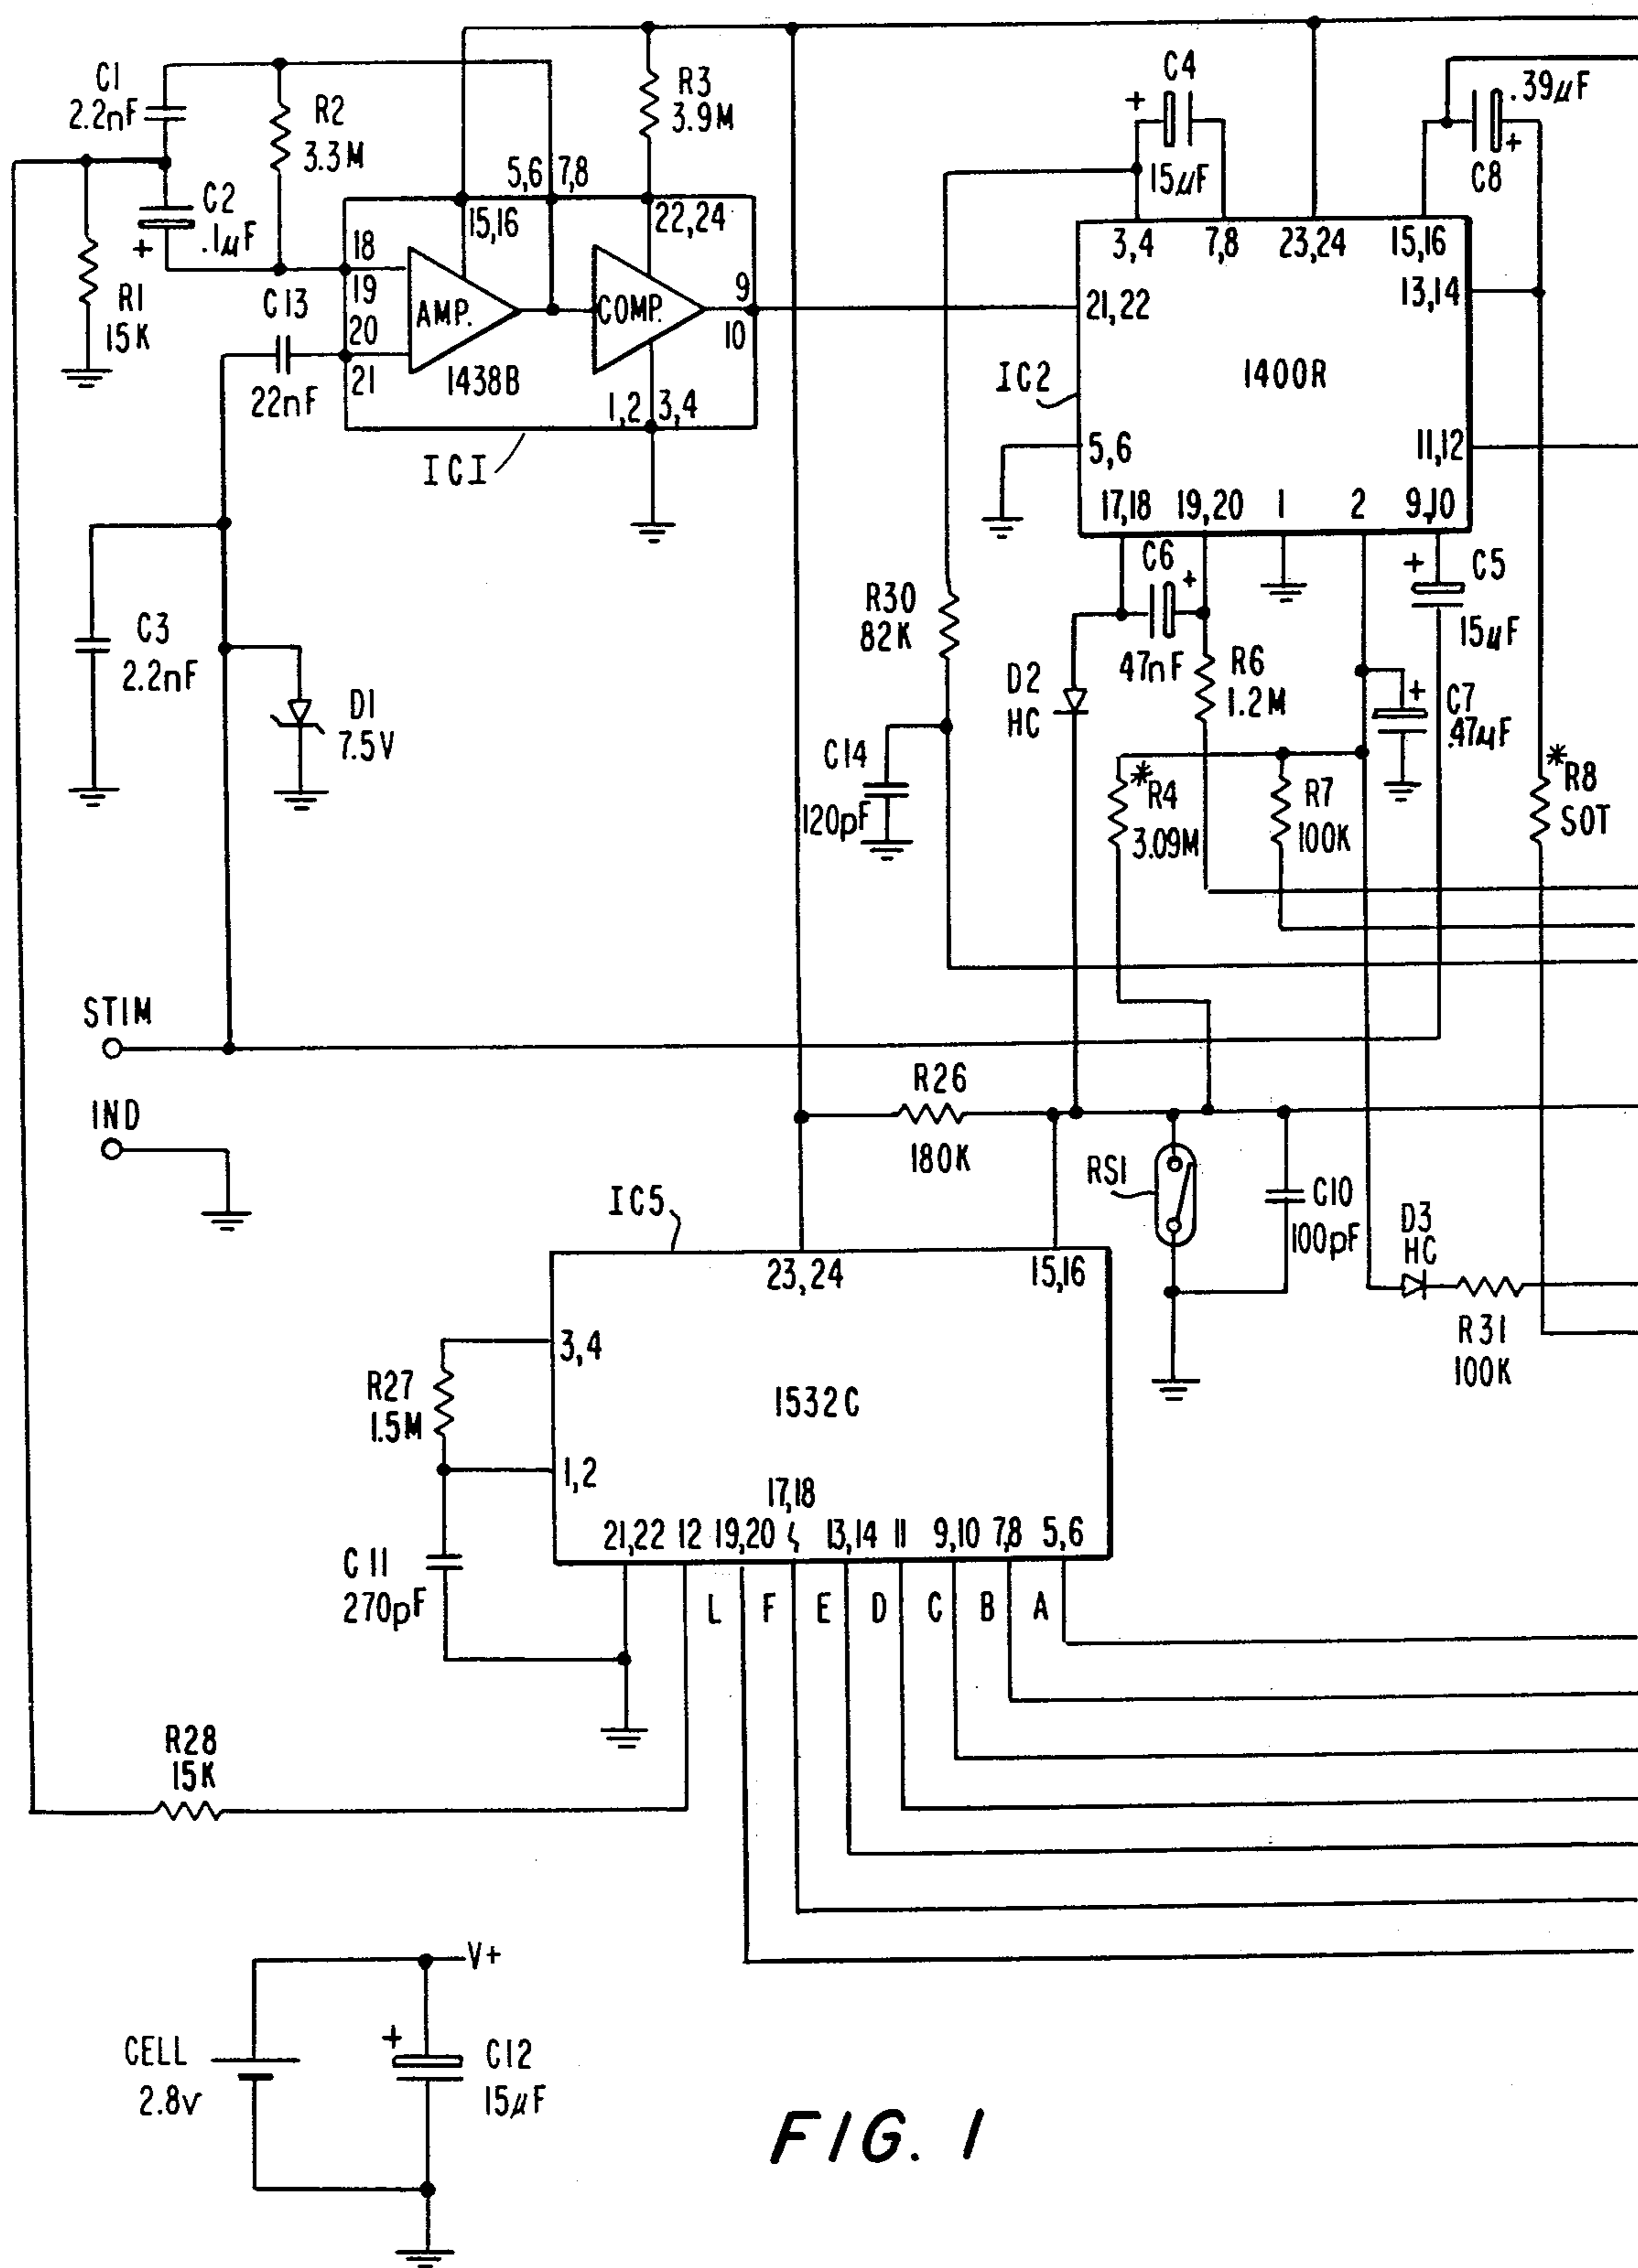 C1
2.2nF
R2
3.3M
R3
3.9M
C4
15µF
.39µF
C8
C2
.1µF
+
+
+
5,6
7,8
15,16
22,24
18
19
20
21
AMP.
COMP.
9
10
1438B
1,2
3,4
IC1
R1
15K
C13
22nF
3,4
7,8
23,24
15,16
13,14
21,22
1400R
IC2
5,6
11,12
17,18
19,20
1
2
9,10
C3
2.2nF
D1
7.5V
R30
82K
C14
120pF
D2
HC
C6
+
47nF
R6
1.2M
+
C5
15µF
+
C7
.47µF
*R4
3.09M
R7
100K
*R8
SOT
STIM
IND
R26
180K
RS1
C10
100pF
D3
HC
R31
100K
IC5
23,24
15,16
3,4
R27
1.5M
1532C
1,2
17,18
21,22 12 19,20 13,14 11 9,10 7,8 5,6
C11
270pF
L F E D C B A
R28
15K
V+
CELL
2.8v
+
C12
15µF
FIG. 1